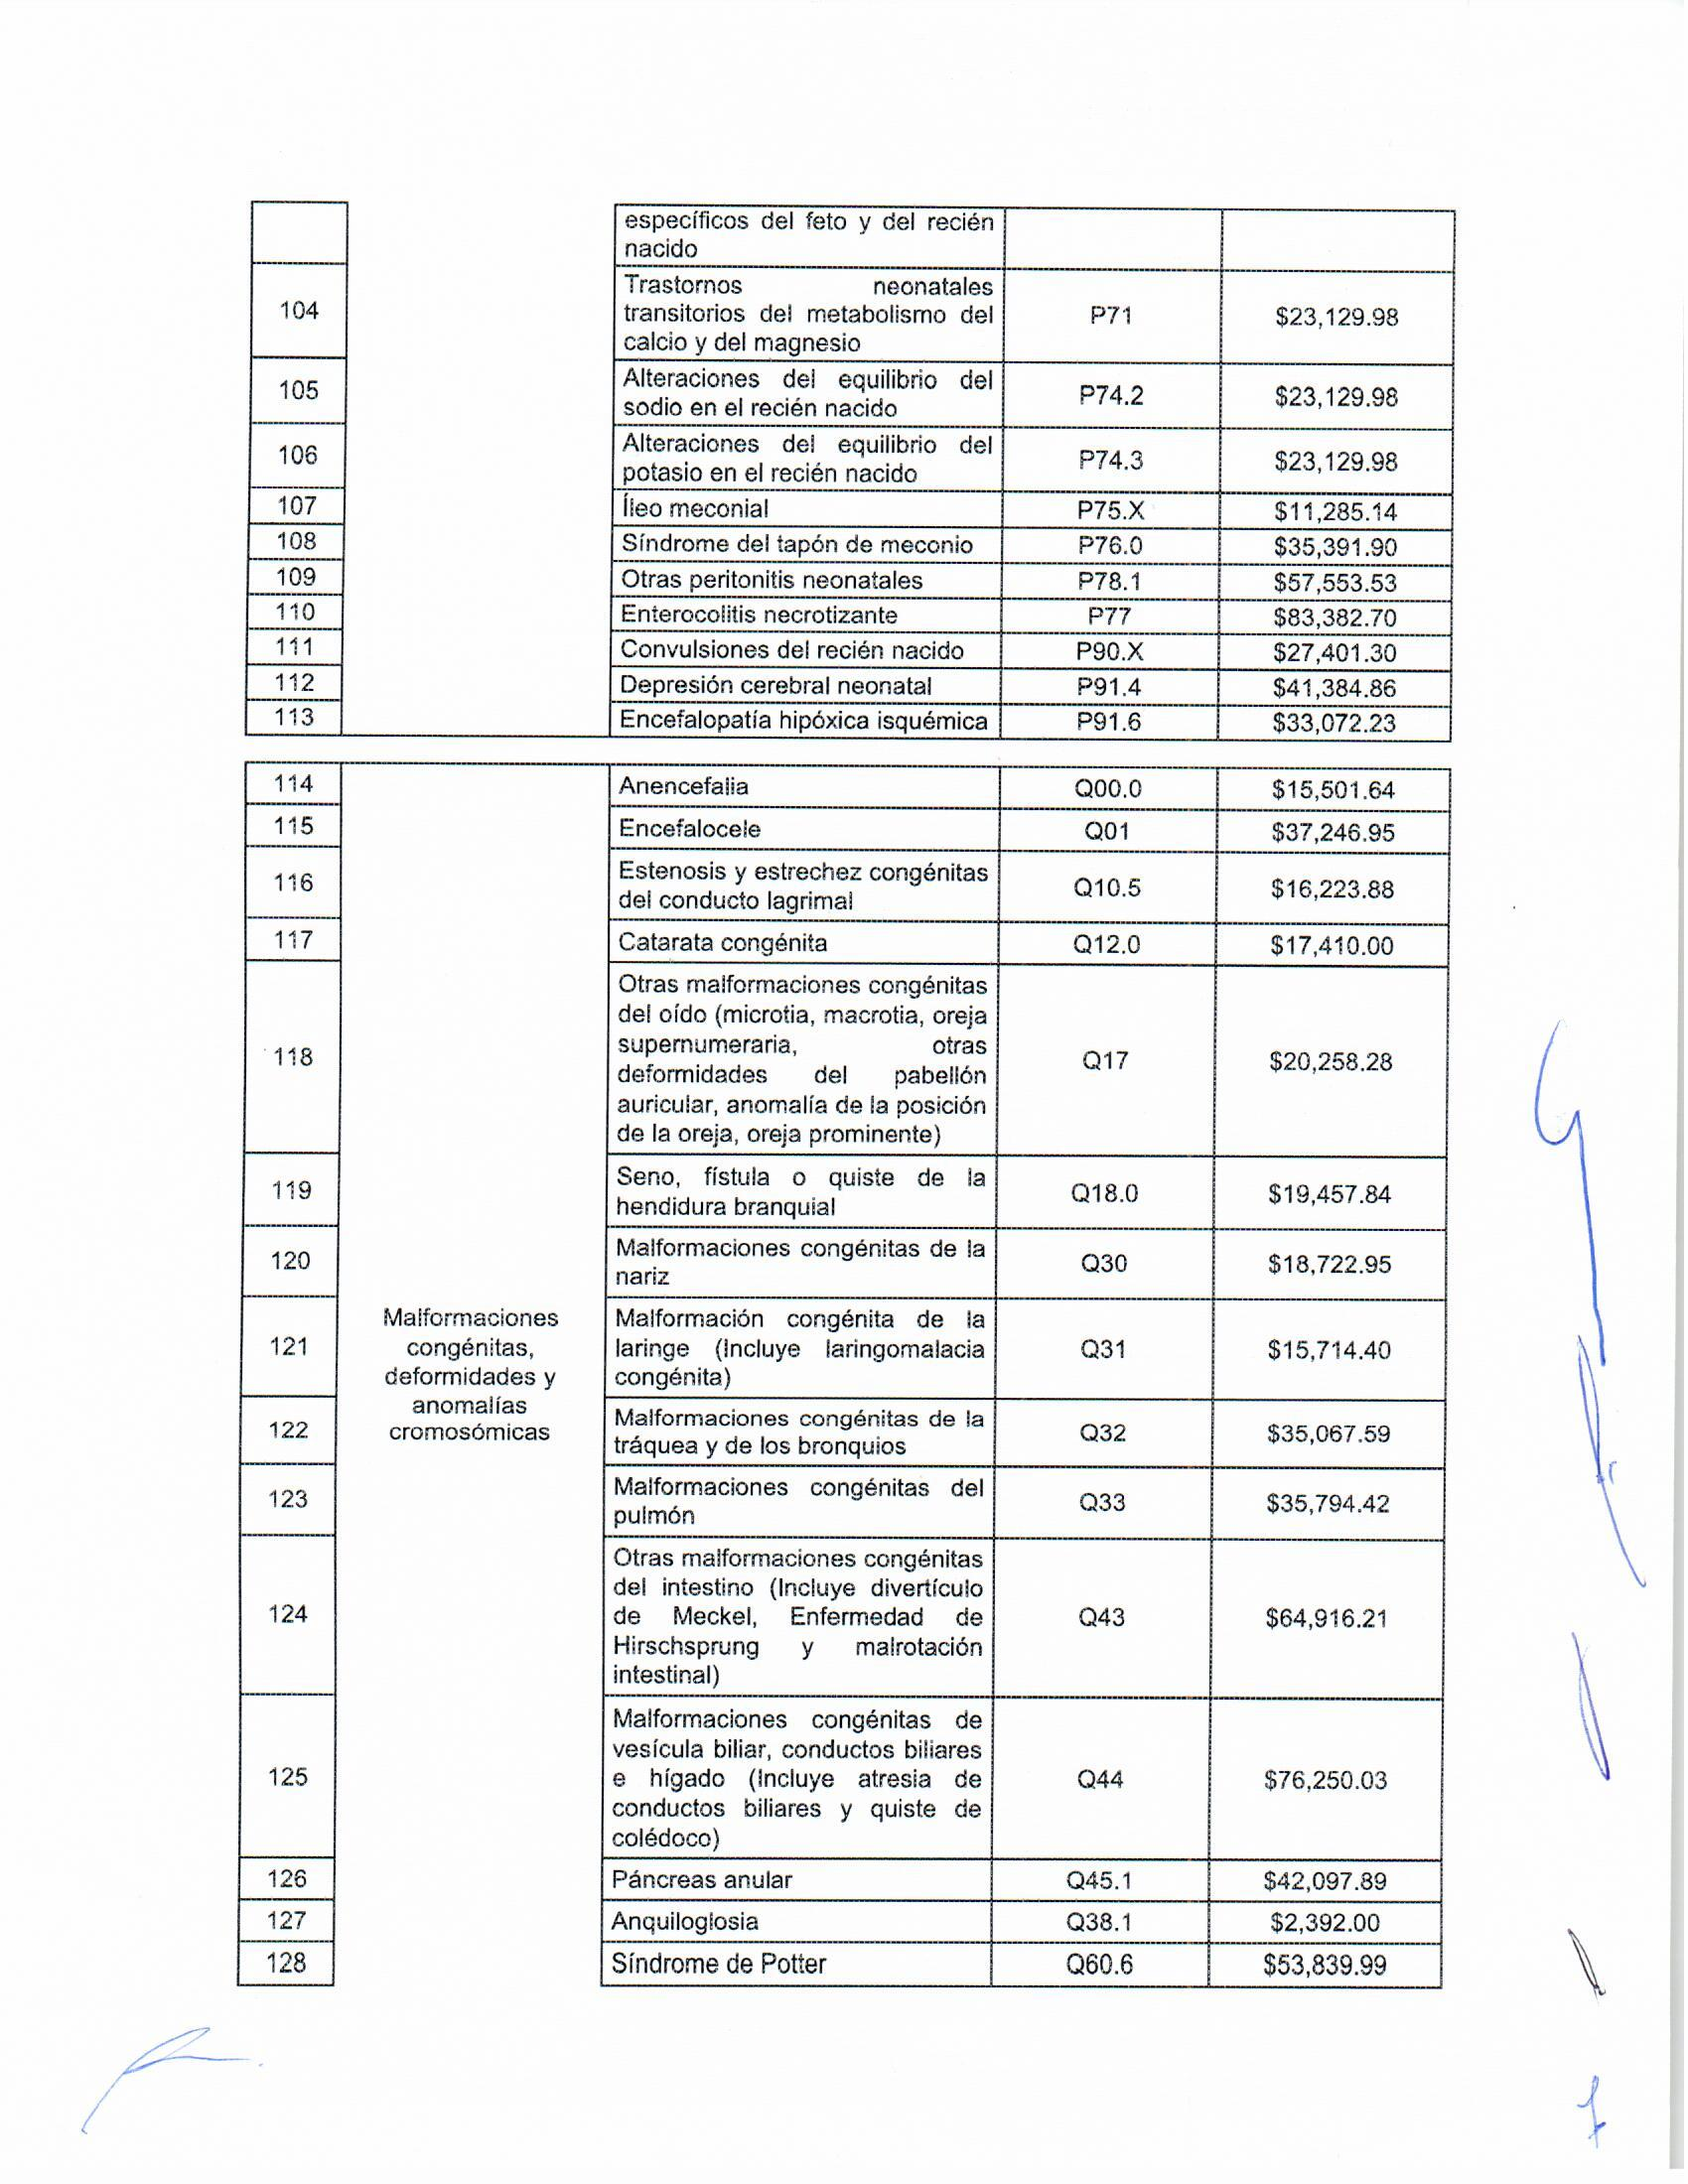 específicos del feto y del recién
nacido
104
Trastornos neonatales
transitorios del metabolismo del
calcio y del magnesio
P71
$23,129.98
105
Alteraciones del equilibrio del
sodio en el recién nacido
P74.2
$23,129.98
106
Alteraciones del equilibrio del
potasio en el recién nacido
P74.3
$23,129.98
107
Íleo meconial
P75.X
$11,285.14
108
Síndrome del tapón de meconio
P76.0
$35,391.90
109
Otras peritonitis neonatales
P78.1
$57,553.53
110
Enterocolitis necrotizante
P77
$83,382.70
111
Convulsiones del recién nacido
P90.X
$27,401.30
112
Depresión cerebral neonatal
P91.4
$41,384.86
113
Encefalopatía hipóxica isquémica
P91.6
$33,072.23
Malformaciones
congénitas,
deformidades y
anomalías
cromosómicas
114
Anencefalia
Q00.0
$15,501.64
115
Encefalocele
Q01
$37,246.95
116
Estenosis y estrechez congénitas
del conducto lagrimal
Q10.5
$16,223.88
117
Catarata congénita
Q12.0
$17,410.00
118
Otras malformaciones congénitas
del oído (microtia, macrotia, oreja
supernumeraria, otras
deformidades del pabellón
auricular, anomalía de la posición
de la oreja, oreja prominente)
Q17
$20,258.28
119
Seno, fístula o quiste de la
hendidura branquial
Q18.0
$19,457.84
120
Malformaciones congénitas de la
nariz
Q30
$18,722.95
121
Malformación congénita de la
laringe (Incluye laringomalacia
congénita)
Q31
$15,714.40
122
Malformaciones congénitas de la
tráquea y de los bronquios
Q32
$35,067.59
123
Malformaciones congénitas del
pulmón
Q33
$35,794.42
124
Otras malformaciones congénitas
del intestino (Incluye divertículo
de Meckel, Enfermedad de
Hirschsprung y malrotación
intestinal)
Q43
$64,916.21
125
Malformaciones congénitas de
vesícula biliar, conductos biliares
e hígado (Incluye atresia de
conductos biliares y quiste de
colédoco)
Q44
$76,250.03
126
Páncreas anular
Q45.1
$42,097.89
127
Anquiloglosia
Q38.1
$2,392.00
128
Síndrome de Potter
Q60.6
$53,839.99